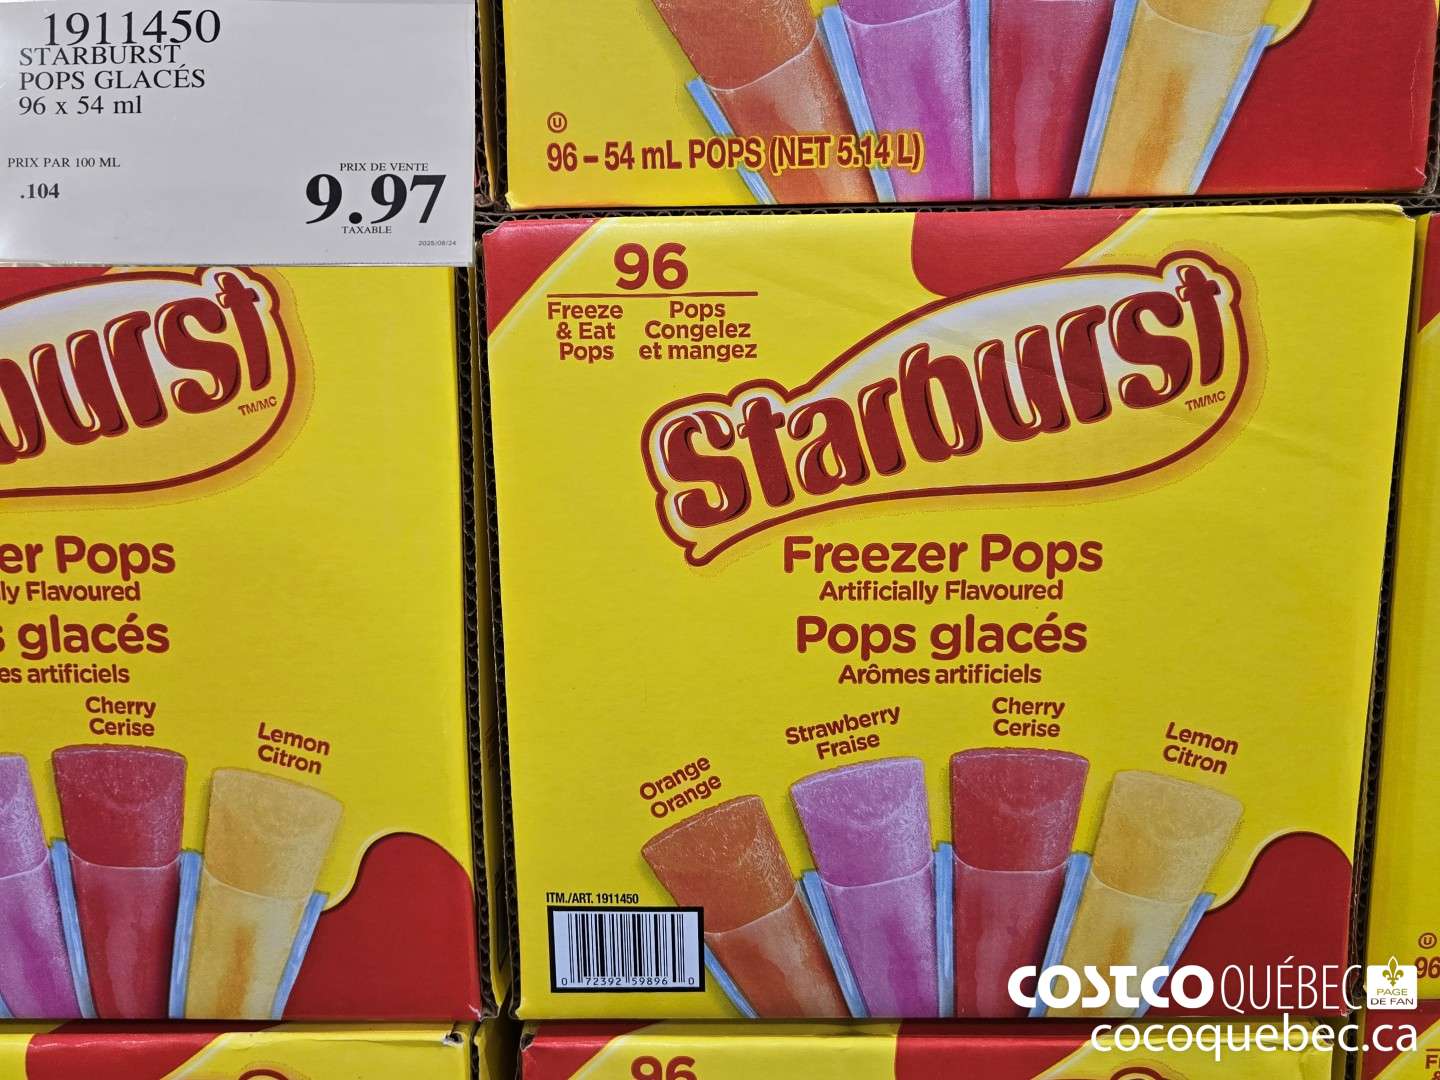 1911450
STARBURST
POPS GLACÉS
96 x 54 ml
PRIX PAR 100 ML
.104
PRIX DE VENTE
9.97
TAXABLE
2025/08/24
U
96 – 54 mL POPS (NET 5.14 L)
96
Freeze
& Eat
Pops
Pops
Congelez
et mangez
Starburst
TM/MC
Freezer Pops
Artificially Flavoured
Pops glacés
Arômes artificiels
Orange
Orange
Strawberry
Fraise
Cherry
Cerise
Lemon
Citron
ITM./ART. 1911450
0 72392 59896 0
burst
TM/MC
er Pops
ly Flavoured
s glacés
es artificiels
Cherry
Cerise
Lemon
Citron
U
96
96
COSTCO QUÉBEC
PAGE
DE FAN
cocoquebec.ca